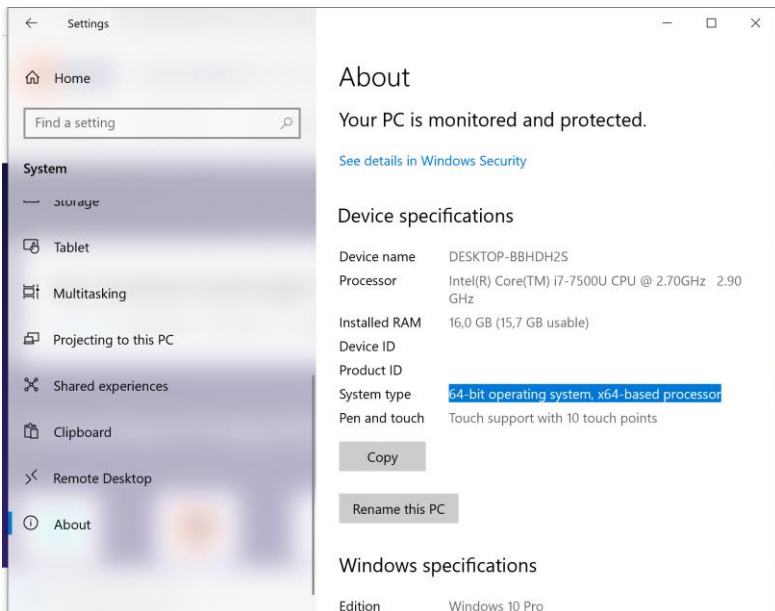 Settings
Home
Find a setting
System
Storage
Tablet
Multitasking
Projecting to this PC
Shared experiences
Clipboard
Remote Desktop
About
About
Your PC is monitored and protected.
See details in Windows Security
Device specifications
Device name DESKTOP-BBHDH2S
Processor Intel(R) Core(TM) i7-7500U CPU @ 2.70GHz 2.90
GHz
Installed RAM 16,0 GB (15,7 GB usable)
Device ID
Product ID
System type 64-bit operating system, x64-based processor
Pen and touch Touch support with 10 touch points
Copy
Rename this PC
Windows specifications
Edition Windows 10 Pro